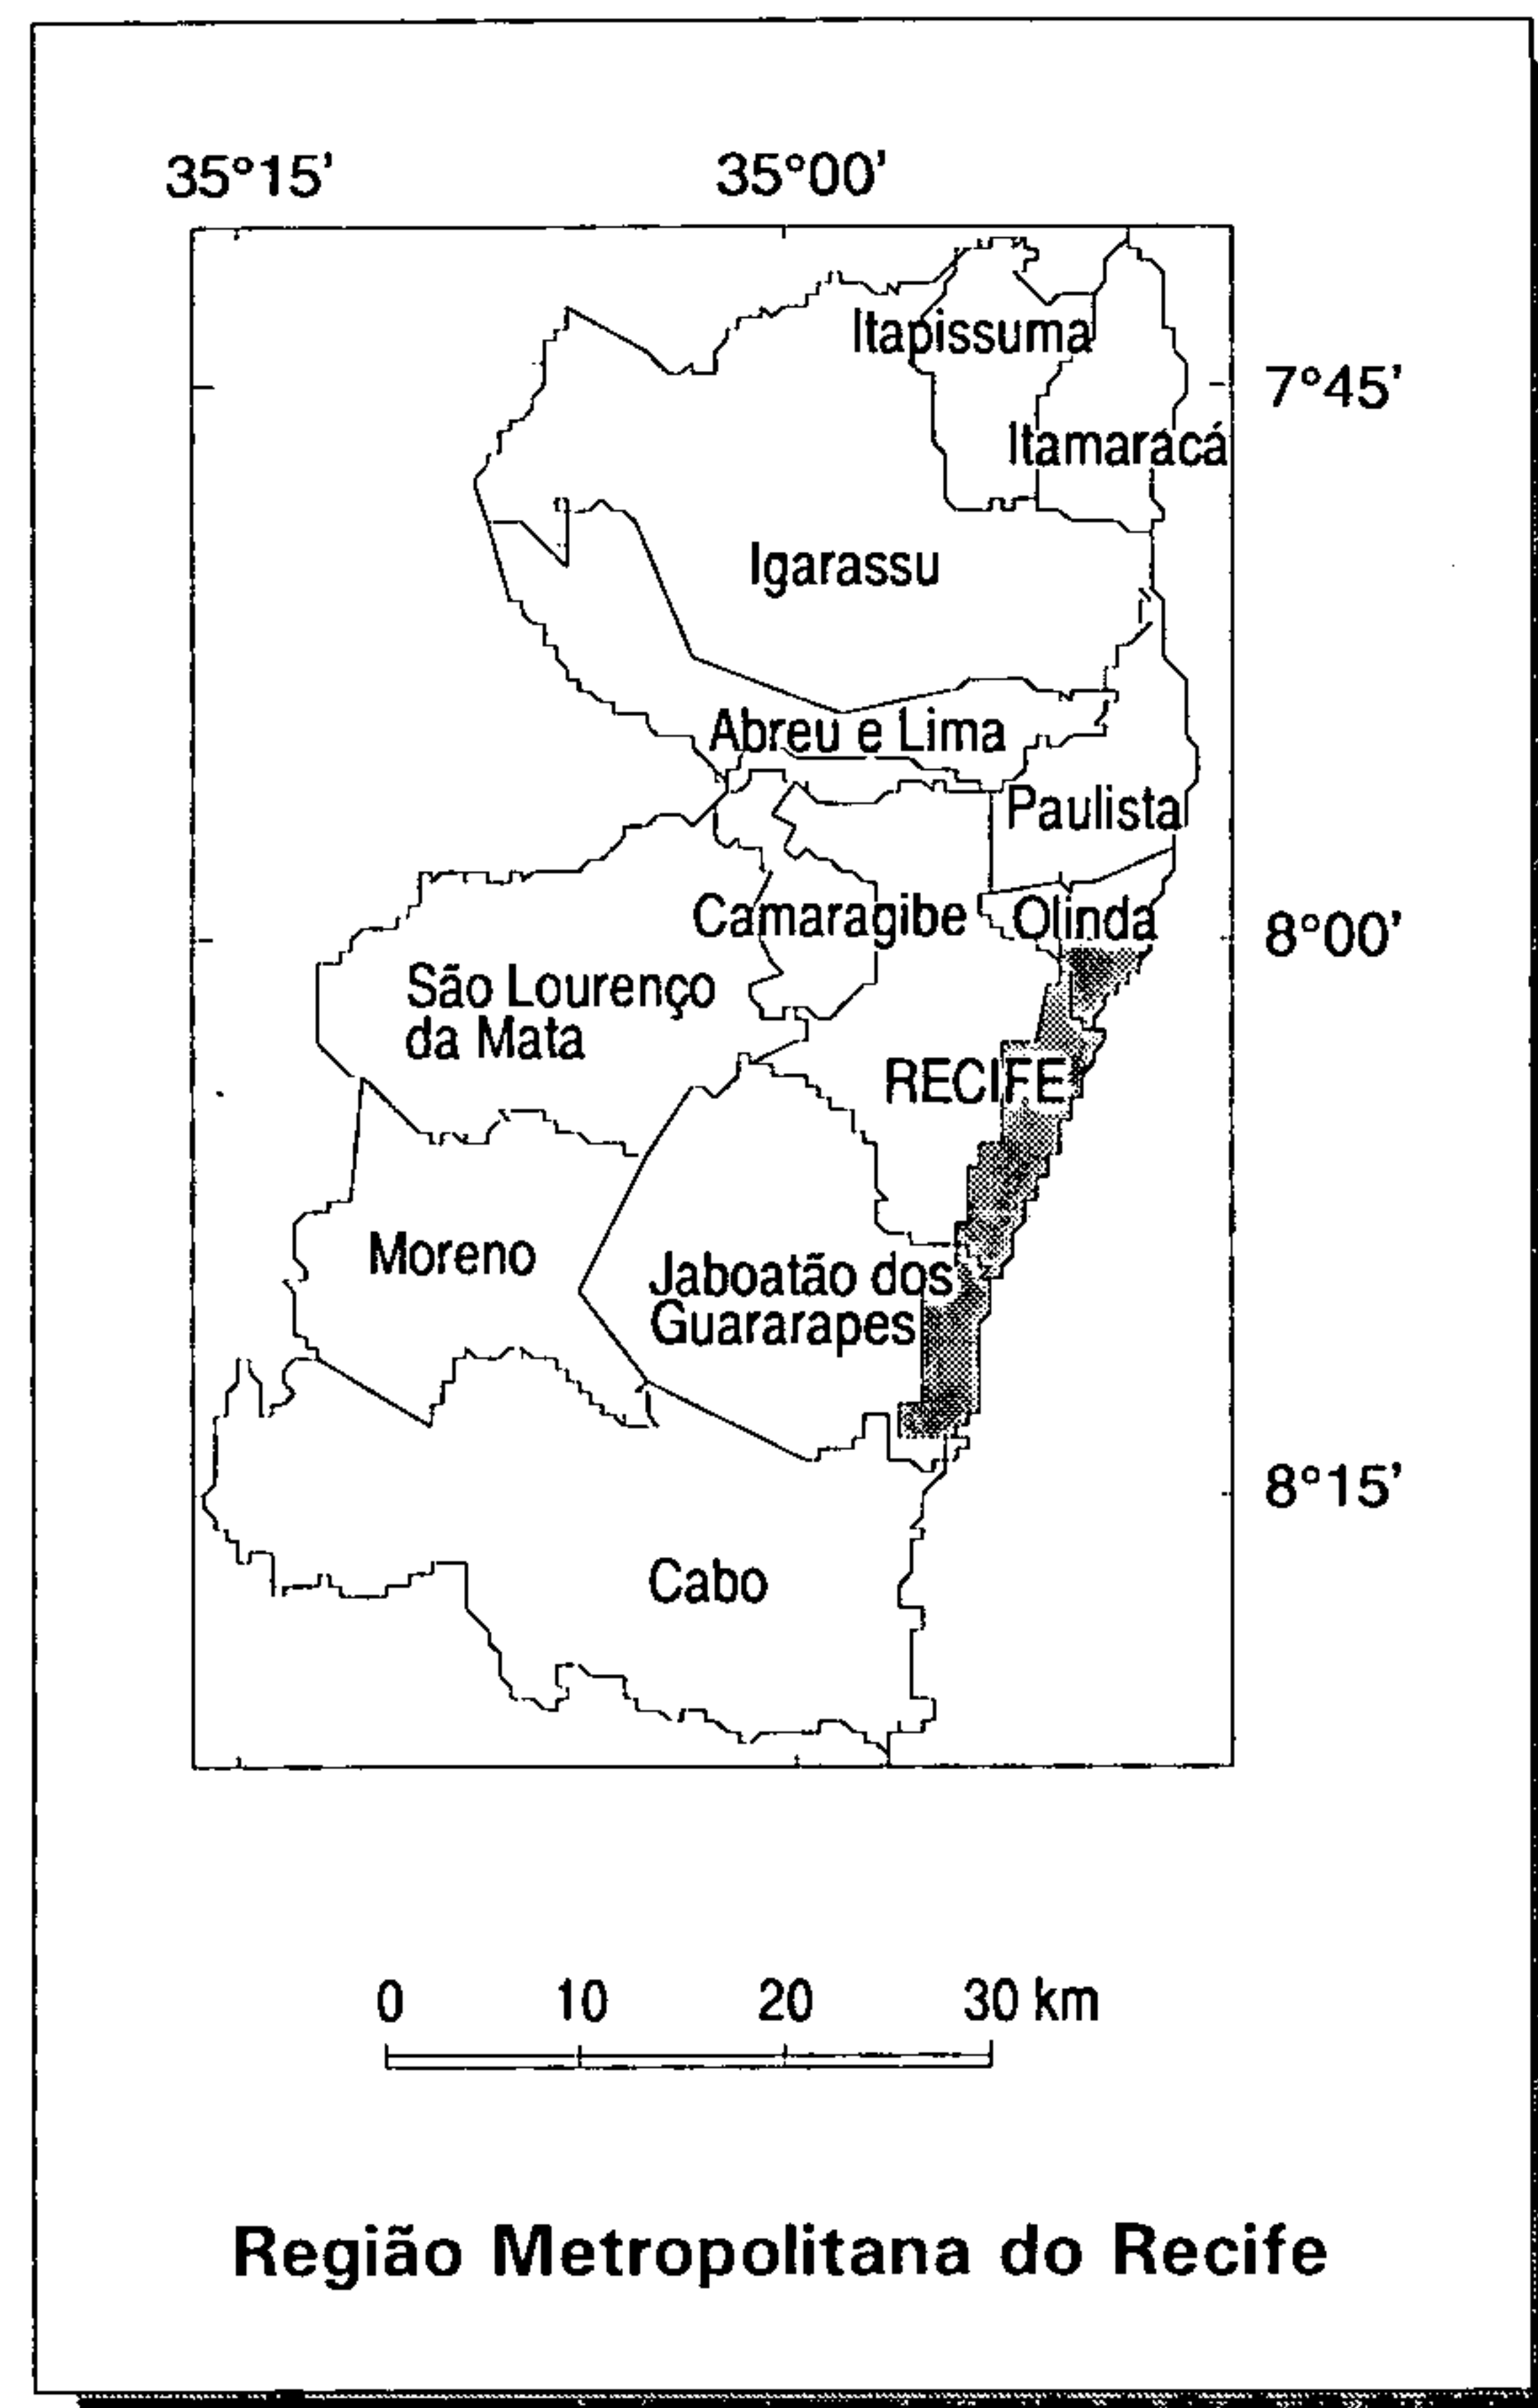 35°15' 35°00'
Itapissuma
7°45'
Itamaracá
Igarassu
Abreu e Lima
Paulista
Camaragibe Olinda
8°00'
São Lourenço
da Mata
RECIFE
Moreno
Jaboatão dos
Guararapes
8°15'
Cabo
0 10 20 30 km
Região Metropolitana do Recife